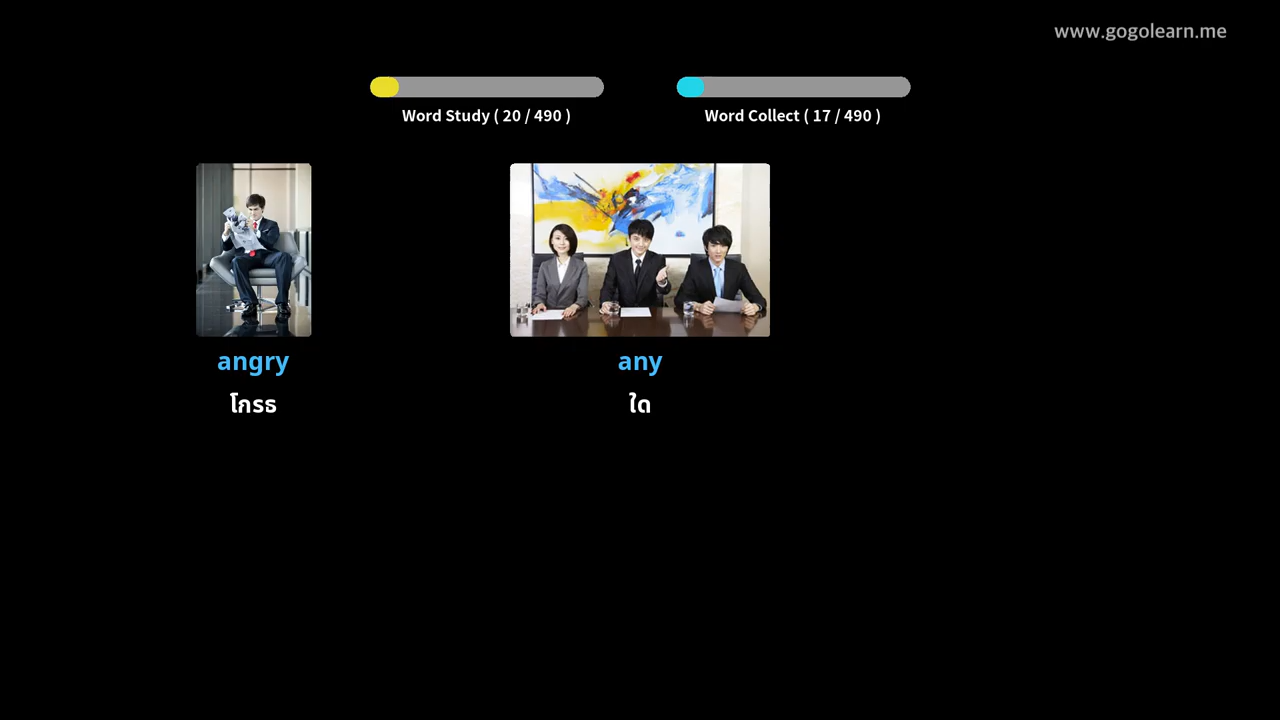 www.gogolearn.me
Word Study ( 20 / 490 )
Word Collect ( 17 / 490 )
angry
any
โกรธ
ใด